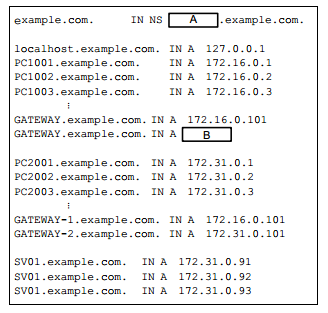 example.com. IN NS A .example.com.
localhost.example.com. IN A 127.0.0.1
PC1001.example.com. IN A 172.16.0.1
PC1002.example.com. IN A 172.16.0.2
PC1003.example.com. IN A 172.16.0.3
⋮
GATEWAY.example.com. IN A 172.16.0.101
GATEWAY.example.com. IN A B
PC2001.example.com. IN A 172.31.0.1
PC2002.example.com. IN A 172.31.0.2
PC2003.example.com. IN A 172.31.0.3
⋮
GATEWAY-1.example.com. IN A 172.16.0.101
GATEWAY-2.example.com. IN A 172.31.0.101
SV01.example.com. IN A 172.31.0.91
SV01.example.com. IN A 172.31.0.92
SV01.example.com. IN A 172.31.0.93